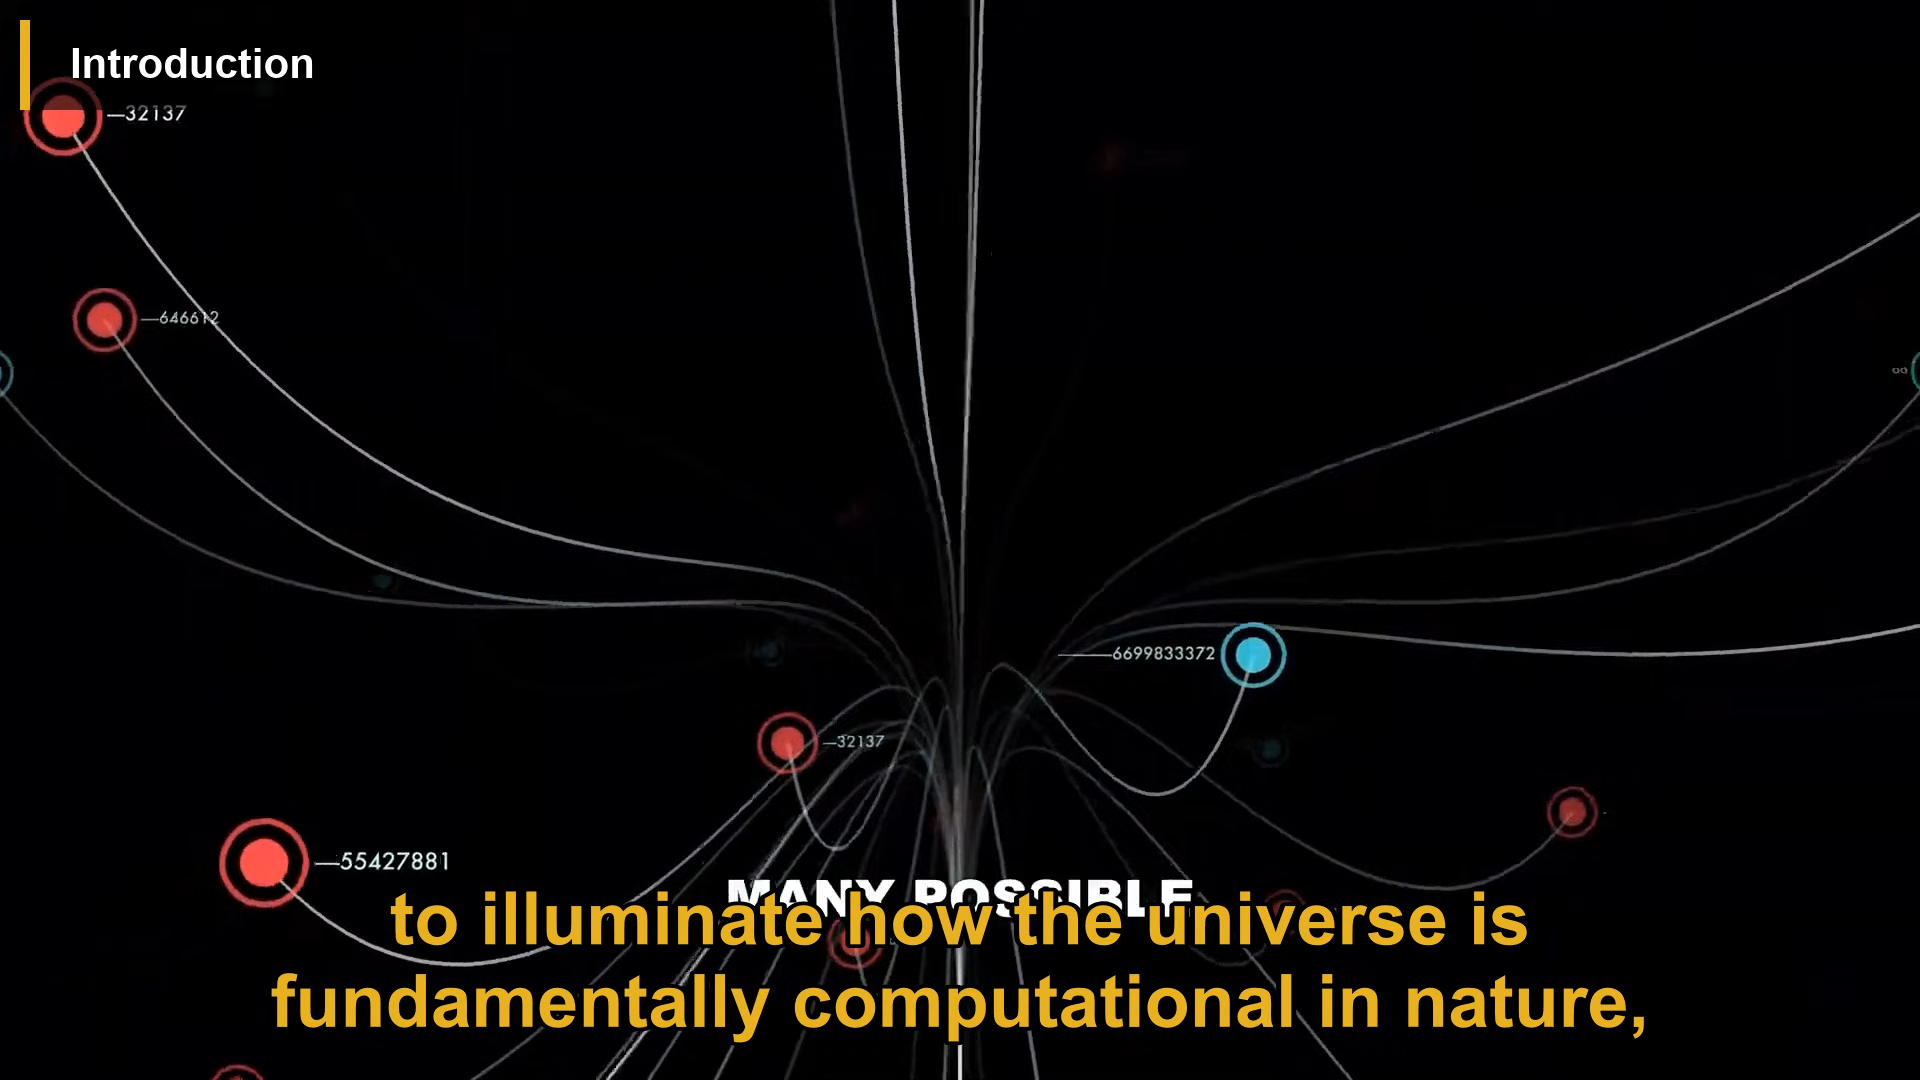 Introduction
—32137
—646612
∞
6699833372
—32137
—55427881
MANY POSSIBLE
to illuminate how the universe is
fundamentally computational in nature,